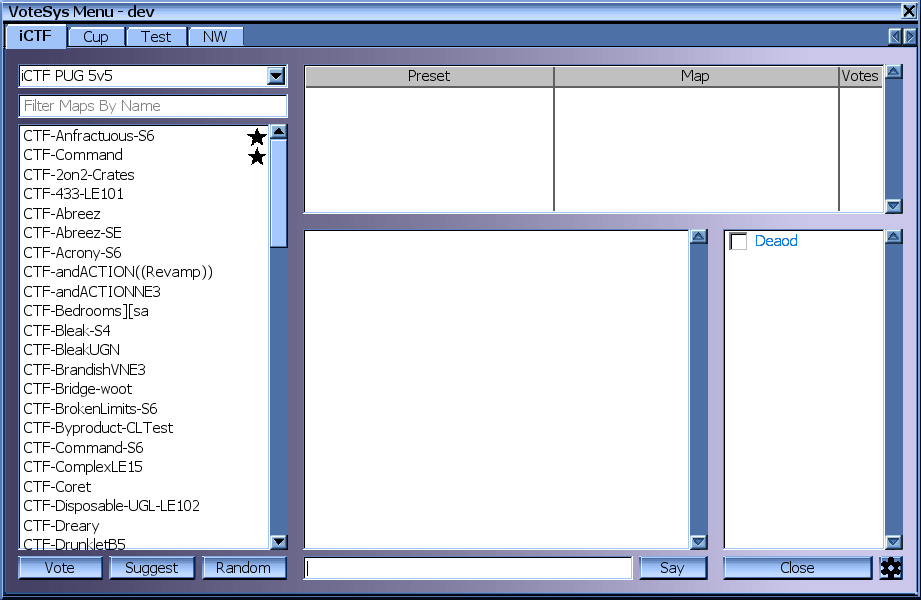 VoteSys Menu - dev
iCTF Cup Test NW
iCTF PUG 5v5
Filter Maps By Name
CTF-Anfractuous-S6
CTF-Command
CTF-2on2-Crates
CTF-433-LE101
CTF-Abreez
CTF-Abreez-SE
CTF-Acrony-S6
CTF-andACTION((Revamp))
CTF-andACTIONNE3
CTF-Bedrooms][sa
CTF-Bleak-S4
CTF-BleakUGN
CTF-BrandishVNE3
CTF-Bridge-woot
CTF-BrokenLimits-S6
CTF-Byproduct-CLTest
CTF-Command-S6
CTF-ComplexLE15
CTF-Coret
CTF-Disposable-UGL-LE102
CTF-Dreary
CTF-DrunkletB5
Vote Suggest Random
Preset Map Votes
Deaod
Say Close